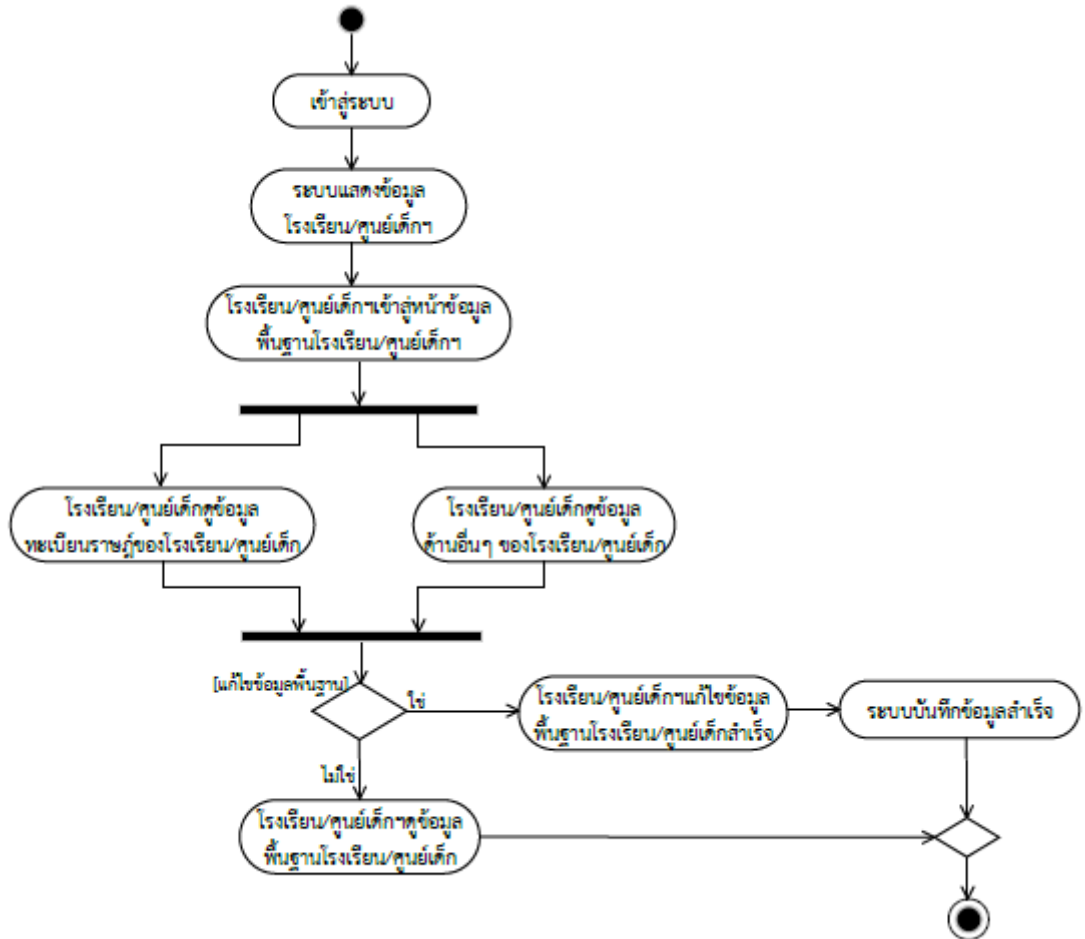 เข้าสู่ระบบ
ระบบแสดงข้อมูล
โรงเรียน/ศูนย์เด็กฯ
โรงเรียน/ศูนย์เด็กฯเข้าสู่หน้าข้อมูล
พื้นฐานโรงเรียน/ศูนย์เด็กฯ
โรงเรียน/ศูนย์เด็กดูข้อมูล
ทะเบียนราษฎ์ของโรงเรียน/ศูนย์เด็ก
โรงเรียน/ศูนย์เด็กดูข้อมูล
ด้านอื่นๆ ของโรงเรียน/ศูนย์เด็ก
[แก้ไขข้อมูลพื้นฐาน]
ใช่
โรงเรียน/ศูนย์เด็กฯแก้ไขข้อมูล
พื้นฐานโรงเรียน/ศูนย์เด็กสำเร็จ
ระบบบันทึกข้อมูลสำเร็จ
ไม่ใช่
โรงเรียน/ศูนย์เด็กฯดูข้อมูล
พื้นฐานโรงเรียน/ศูนย์เด็ก